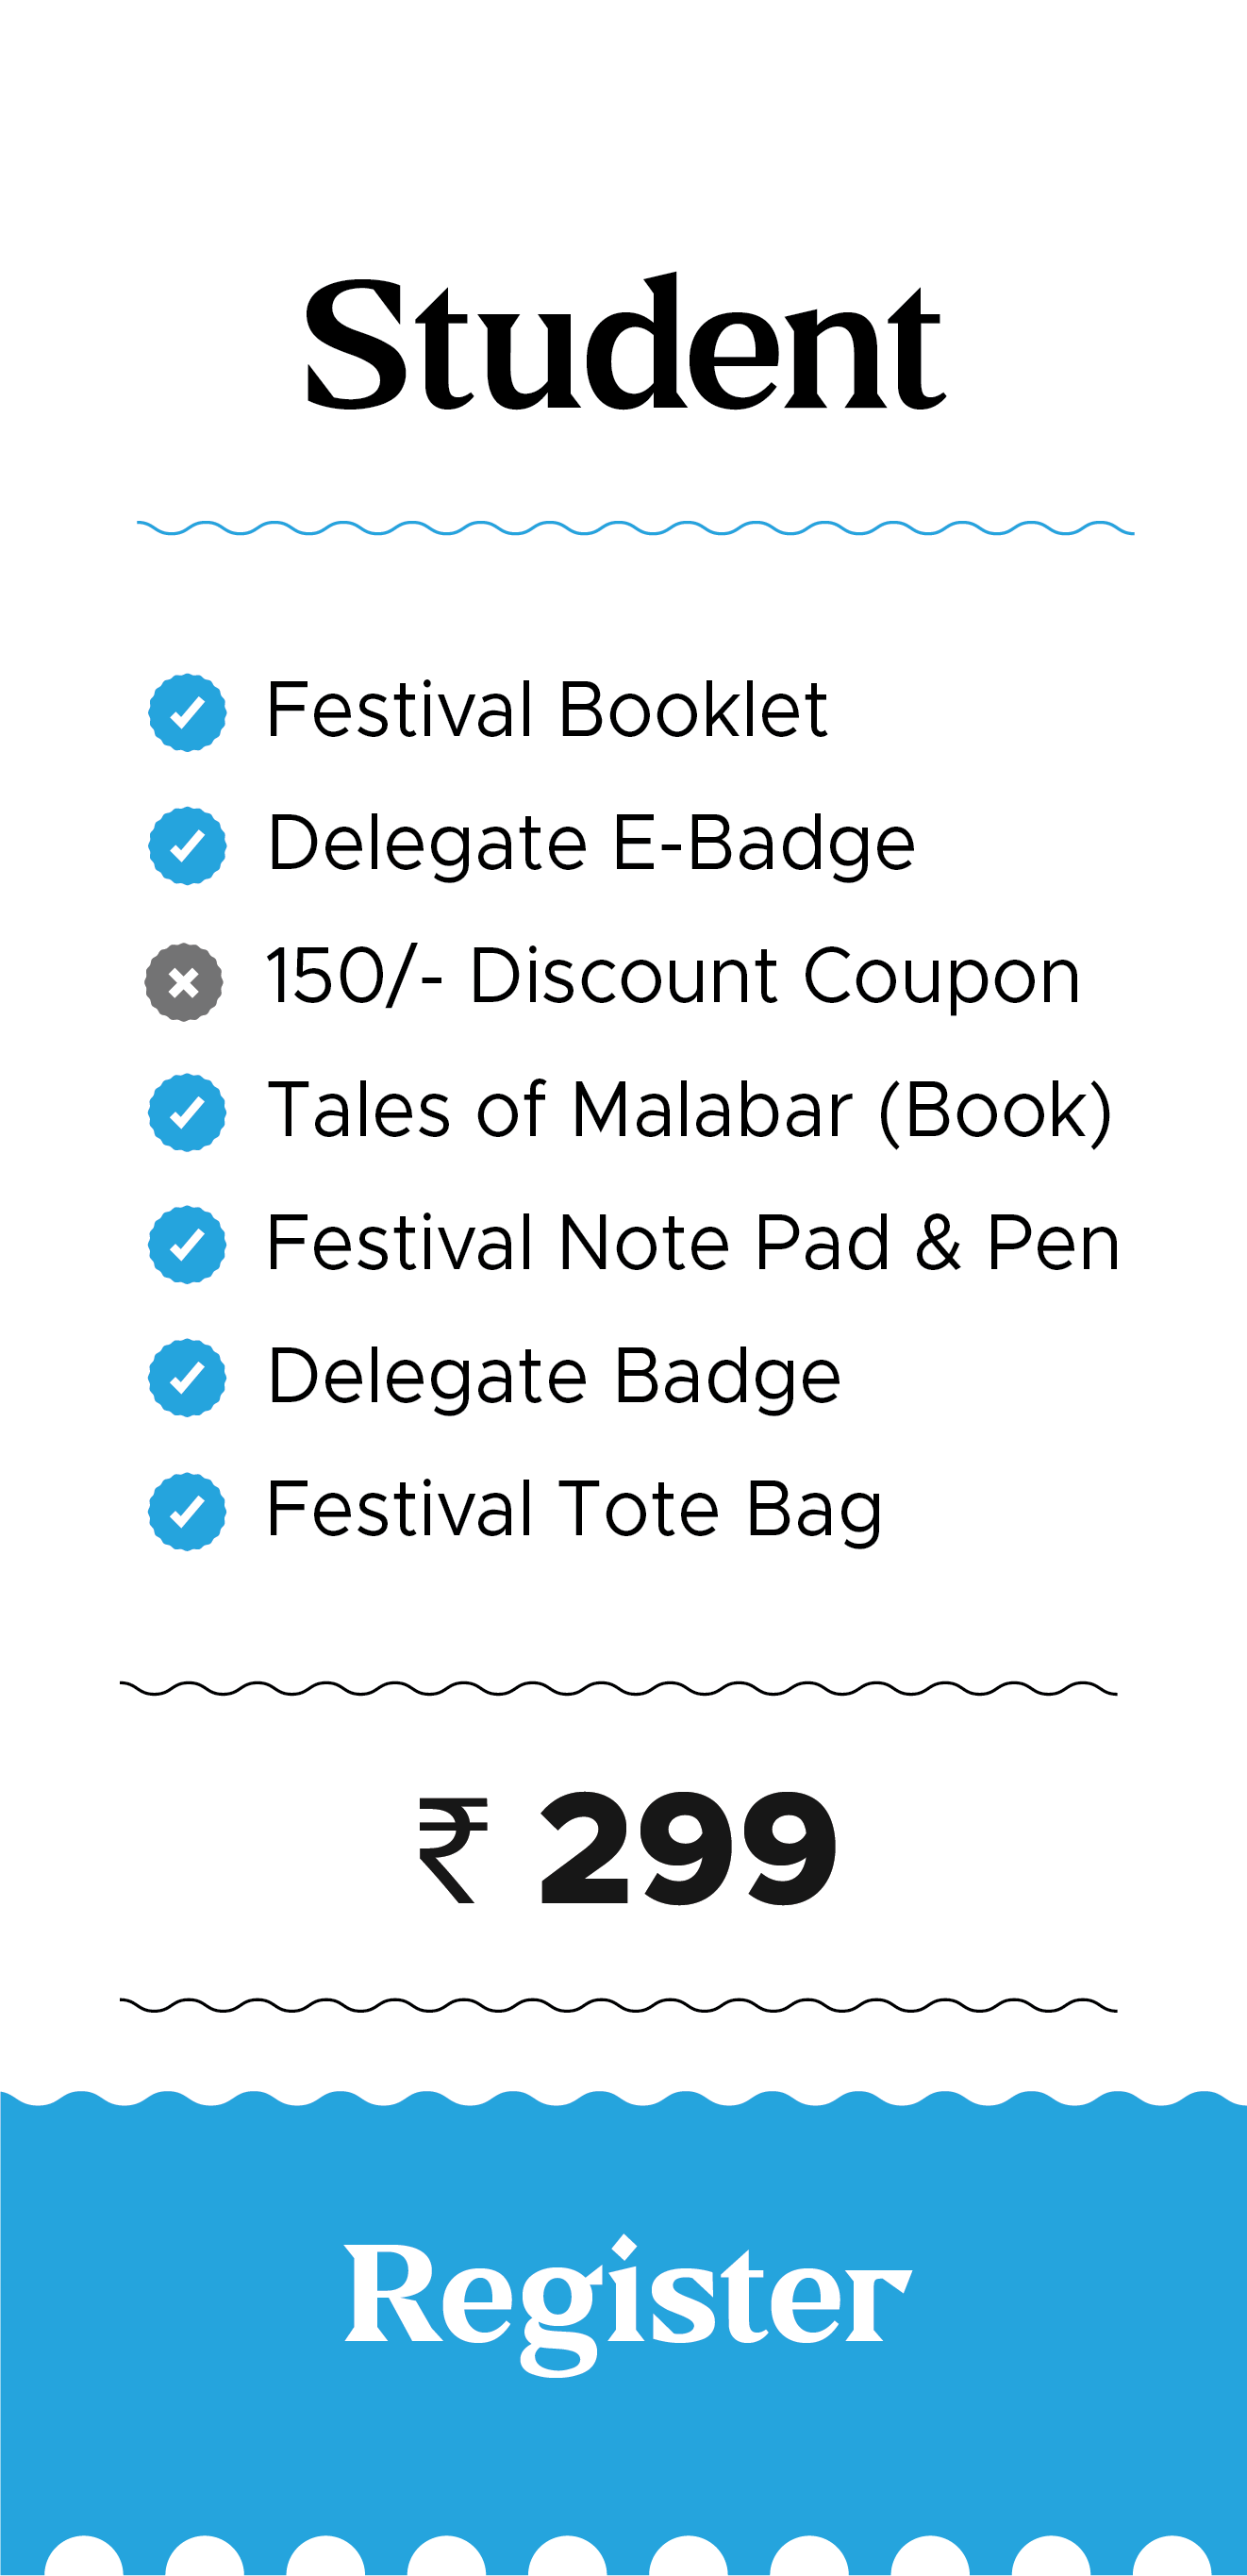 Student
Festival Booklet
Delegate E-Badge
150/- Discount Coupon
Tales of Malabar (Book)
Festival Note Pad & Pen
Delegate Badge
Festival Tote Bag
₹ 299
Register